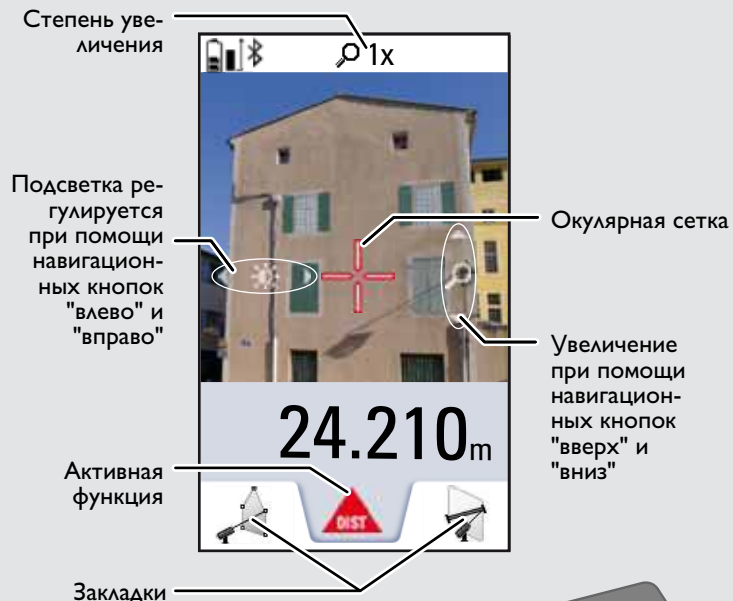 Степень уве-
личения
1x
Подсветка ре-
гулируется
при помощи
навигацион-
ных кнопок
"влево" и
"вправо"
Окулярная сетка
Увеличение
при помощи
навигацион-
ных кнопок
"вверх" и
"вниз"
24.210m
Активная
функция
DIST
Закладки